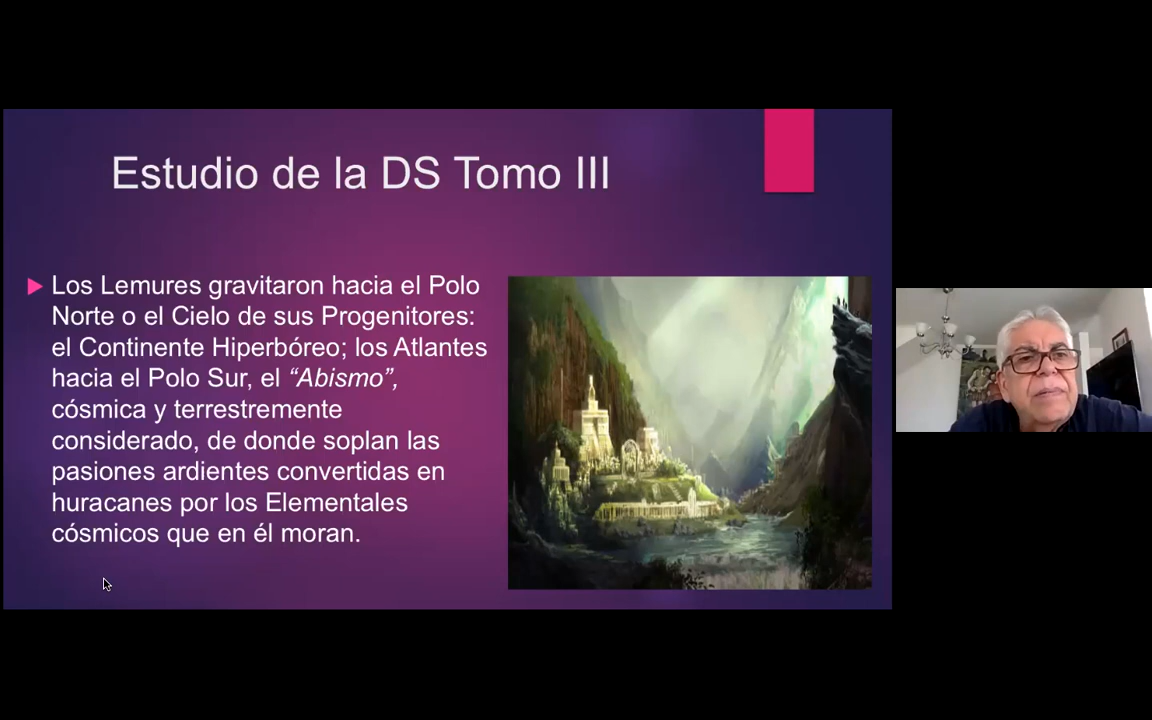 Estudio de la DS Tomo III
Los Lemures gravitaron hacia el Polo
Norte o el Cielo de sus Progenitores:
el Continente Hiperbóreo; los Atlantes
hacia el Polo Sur, el “Abismo”,
cósmica y terrestremente
considerado, de donde soplan las
pasiones ardientes convertidas en
huracanes por los Elementales
cósmicos que en él moran.